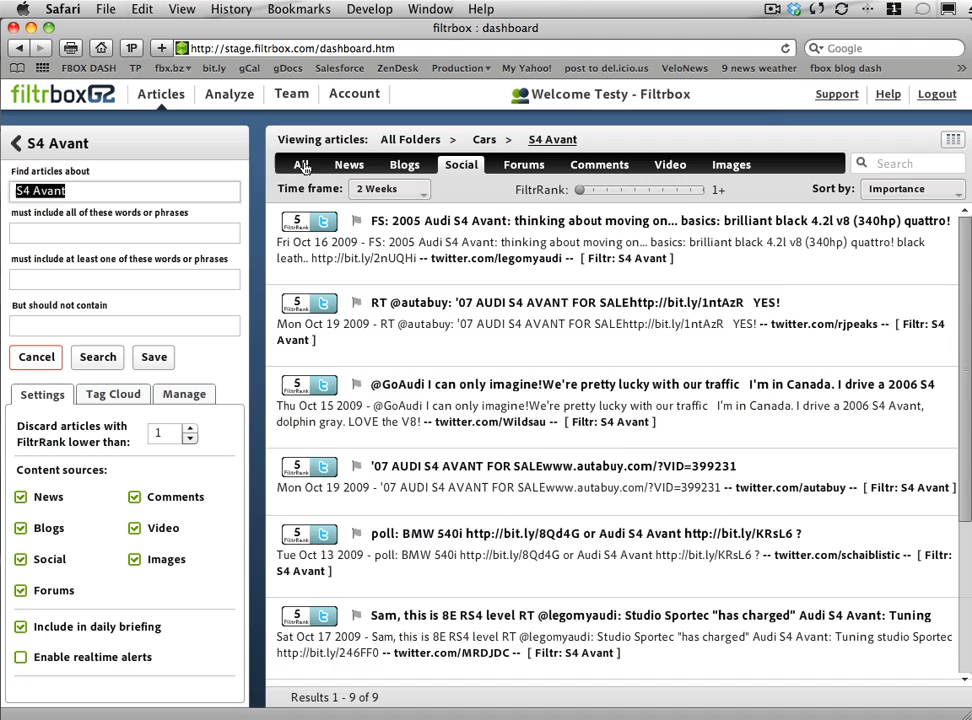 Safari File Edit View History Bookmarks Develop Window Help
filtrbox : dashboard
1P http://stage.filtrbox.com/dashboard.htm Google
FBOX DASH TP fbx.bz bit.ly gCal gDocs Salesforce ZenDesk Production My Yahoo! post to del.icio.us VeloNews 9 news weather fbox blog dash
filtrbox G2 Articles Analyze Team Account Welcome Testy - Filtrbox Support Help Logout
S4 Avant
Find articles about
S4 Avant
must include all of these words or phrases
must include at least one of these words or phrases
But should not contain
Cancel Search Save
Settings Tag Cloud Manage
Discard articles with
FiltrRank lower than: 1
Content sources:
News Comments
Blogs Video
Social Images
Forums
Include in daily briefing
Enable realtime alerts
Viewing articles: All Folders > Cars > S4 Avant
All News Blogs Social Forums Comments Video Images Search
Time frame: 2 Weeks FiltrRank: 1+ Sort by: Importance
5 FiltrRank FS: 2005 Audi S4 Avant: thinking about moving on... basics: brilliant black 4.2l v8 (340hp) quattro!
Fri Oct 16 2009 - FS: 2005 Audi S4 Avant: thinking about moving on... basics: brilliant black 4.2l v8 (340hp) quattro! black
leath.. http://bit.ly/2nUQHi -- twitter.com/legomyaudi -- [ Filtr: S4 Avant ]
5 FiltrRank RT @autabuy: '07 AUDI S4 AVANT FOR SALEhttp://bit.ly/1ntAzR YES!
Mon Oct 19 2009 - RT @autabuy: '07 AUDI S4 AVANT FOR SALEhttp://bit.ly/1ntAzR YES! -- twitter.com/rjpeaks -- [ Filtr: S4
Avant ]
5 FiltrRank @GoAudi I can only imagine!We're pretty lucky with our traffic I'm in Canada. I drive a 2006 S4
Thu Oct 15 2009 - @GoAudi I can only imagine!We're pretty lucky with our traffic I'm in Canada. I drive a 2006 S4 Avant,
dolphin gray. LOVE the V8! -- twitter.com/Wildsau -- [ Filtr: S4 Avant ]
5 FiltrRank '07 AUDI S4 AVANT FOR SALEwww.autabuy.com/?VID=399231
Mon Oct 19 2009 - '07 AUDI S4 AVANT FOR SALEwww.autabuy.com/?VID=399231 -- twitter.com/autabuy -- [ Filtr: S4 Avant ]
5 FiltrRank poll: BMW 540i http://bit.ly/8Qd4G or Audi S4 Avant http://bit.ly/KRsL6 ?
Tue Oct 13 2009 - poll: BMW 540i http://bit.ly/8Qd4G or Audi S4 Avant http://bit.ly/KRsL6 ? -- twitter.com/schaiblistic -- [ Filtr:
S4 Avant ]
5 FiltrRank Sam, this is 8E RS4 level RT @legomyaudi: Studio Sportec "has charged" Audi S4 Avant: Tuning
Sat Oct 17 2009 - Sam, this is 8E RS4 level RT @legomyaudi: Studio Sportec "has charged" Audi S4 Avant: Tuning studio Sportec
http://bit.ly/246FF0 -- twitter.com/MRDJDC -- [ Filtr: S4 Avant ]
Results 1 - 9 of 9